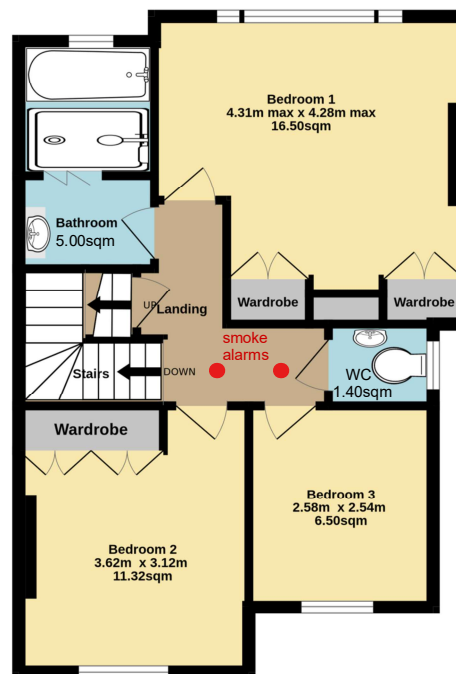 Bedroom 1
4.31m max x 4.28m max
16.50sqm
Bathroom
5.00sqm
Wardrobe
Wardrobe
UP
Landing
smoke
alarms
WC
1.40sqm
Stairs
DOWN
Wardrobe
Bedroom 2
3.62m x 3.12m
11.32sqm
Bedroom 3
2.58m x 2.54m
6.50sqm